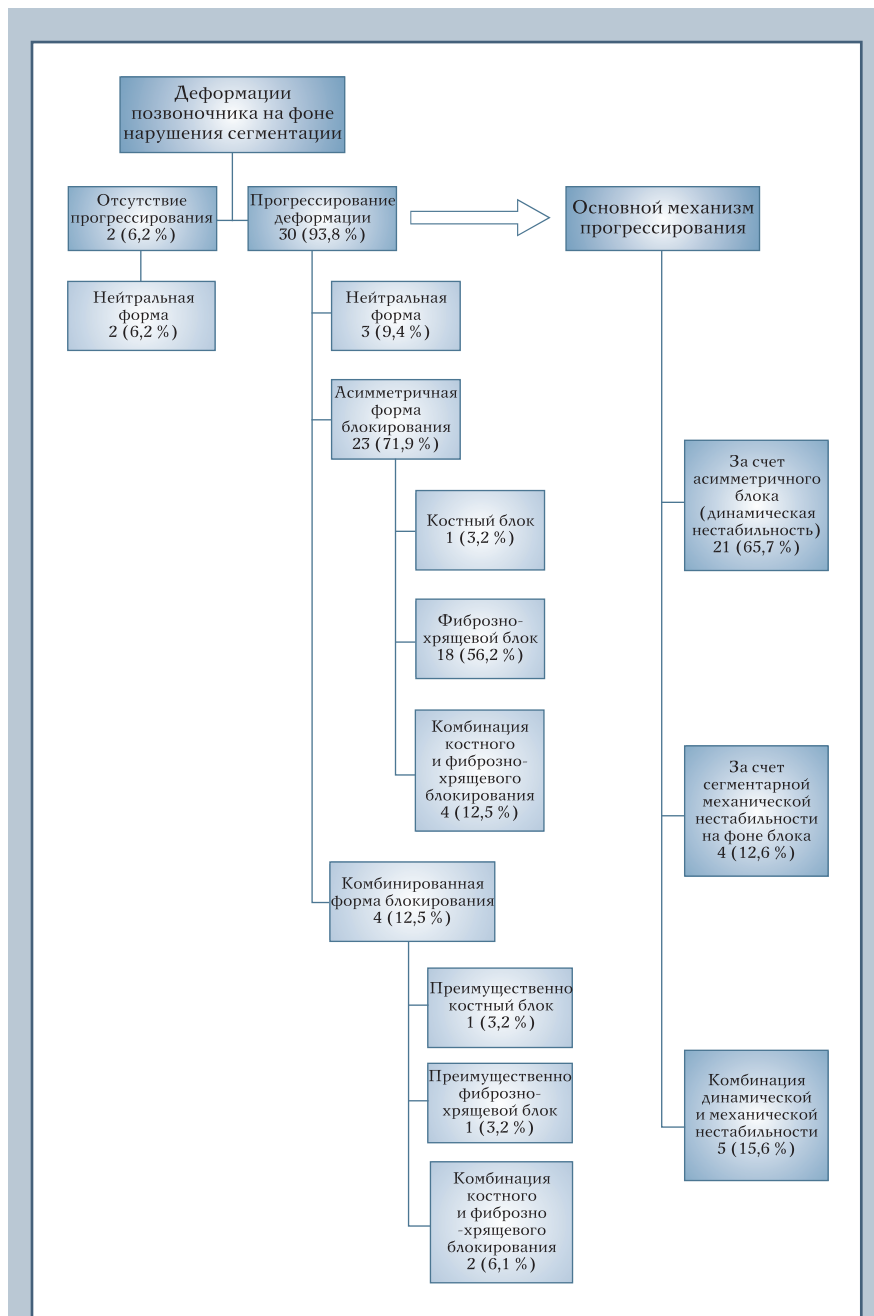 Деформации
позвоночника на фоне
нарушения сегментации
Отсутствие
прогрессирования
2 (6,2 %)
Прогрессирование
деформации
30 (93,8 %)
Основной механизм
прогрессирования
Нейтральная
форма
2 (6,2 %)
Нейтральная
форма
3 (9,4 %)
Асимметричная
форма
блокирования
23 (71,9 %)
Костный блок
1 (3,2 %)
Фиброзно-
хрящевой блок
18 (56,2 %)
Комбинация
костного
и фиброзно-
хрящевого
блокирования
4 (12,5 %)
Комбинированная
форма блокирования
4 (12,5 %)
Преимущественно
костный блок
1 (3,2 %)
Преимущественно
фиброзно-
хрящевой блок
1 (3,2 %)
Комбинация
костного
и фиброзно
-хрящевого
блокирования
2 (6,1 %)
За счет
асимметричного
блока
(динамическая
нестабильность)
21 (65,7 %)
За счет
сегментарной
механической
нестабильности
на фоне блока
4 (12,6 %)
Комбинация
динамической
и механической
нестабильности
5 (15,6 %)